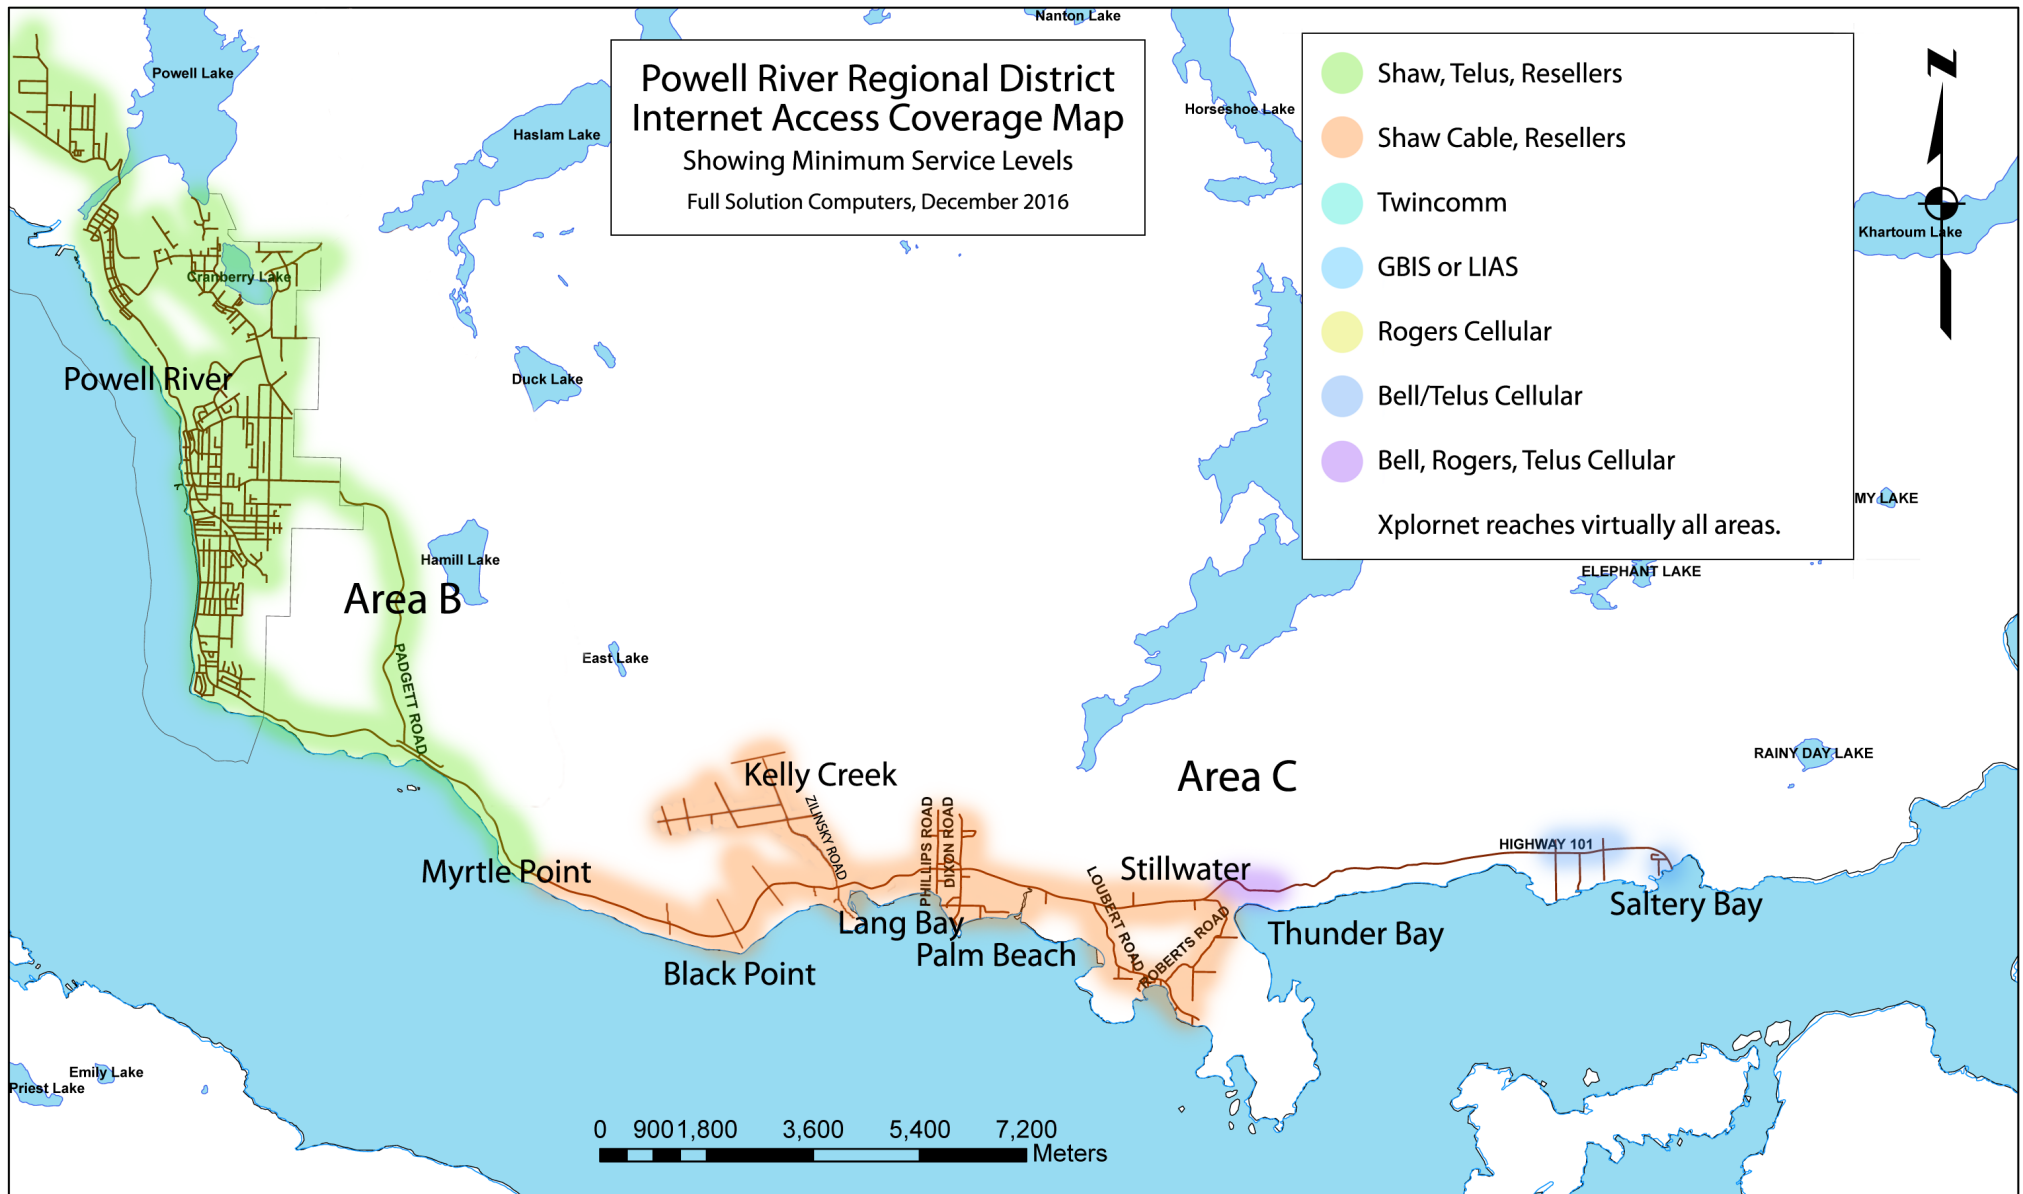 Nanton Lake
Powell Lake
Powell River Regional District
Internet Access Coverage Map
Showing Minimum Service Levels
Full Solution Computers, December 2016
Shaw, Telus, Resellers
Shaw Cable, Resellers
Twincomm
GBIS or LIAS
Rogers Cellular
Bell/Telus Cellular
Bell, Rogers, Telus Cellular
Xplornet reaches virtually all areas.
N
Haslam Lake
Horseshoe Lake
Khartoum Lake
Cranberry Lake
Powell River
Duck Lake
MY LAKE
Hamill Lake
ELEPHANT LAKE
Area B
East Lake
PADGETT ROAD
RAINY DAY LAKE
Kelly Creek
Area C
ZILINSKY ROAD
PHILLIPS ROAD
DIXON ROAD
HIGHWAY 101
Myrtle Point
Stillwater
LOUBERT ROAD
ROBERTS ROAD
Saltery Bay
Lang Bay
Thunder Bay
Palm Beach
Black Point
Emily Lake
Priest Lake
0 900 1,800 3,600 5,400 7,200
Meters